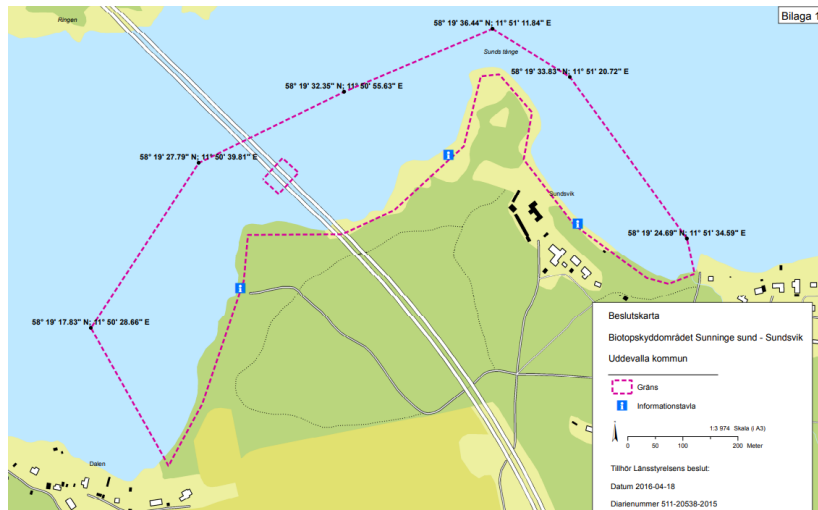 Bilaga 1
Ringen
58° 19' 36.44" N; 11° 51' 11.84" E
Sunds tånge
58° 19' 33.83" N; 11° 51' 20.72" E
58° 19' 32.35" N; 11° 50' 55.63" E
58° 19' 27.79" N; 11° 50' 39.81" E
Sundsvik
58° 19' 24.69" N; 11° 51' 34.59" E
58° 19' 17.83" N; 11° 50' 28.66" E
Dalen
Beslutskarta
Biotopskyddområdet Sunninge sund - Sundsvik
Uddevalla kommun
Gräns
Informationstavla
1:3 974 Skala (i A3)
0 50 100 200 Meter
Tillhör Länsstyrelsens beslut:
Datum 2016-04-18
Diarienummer 511-20538-2015